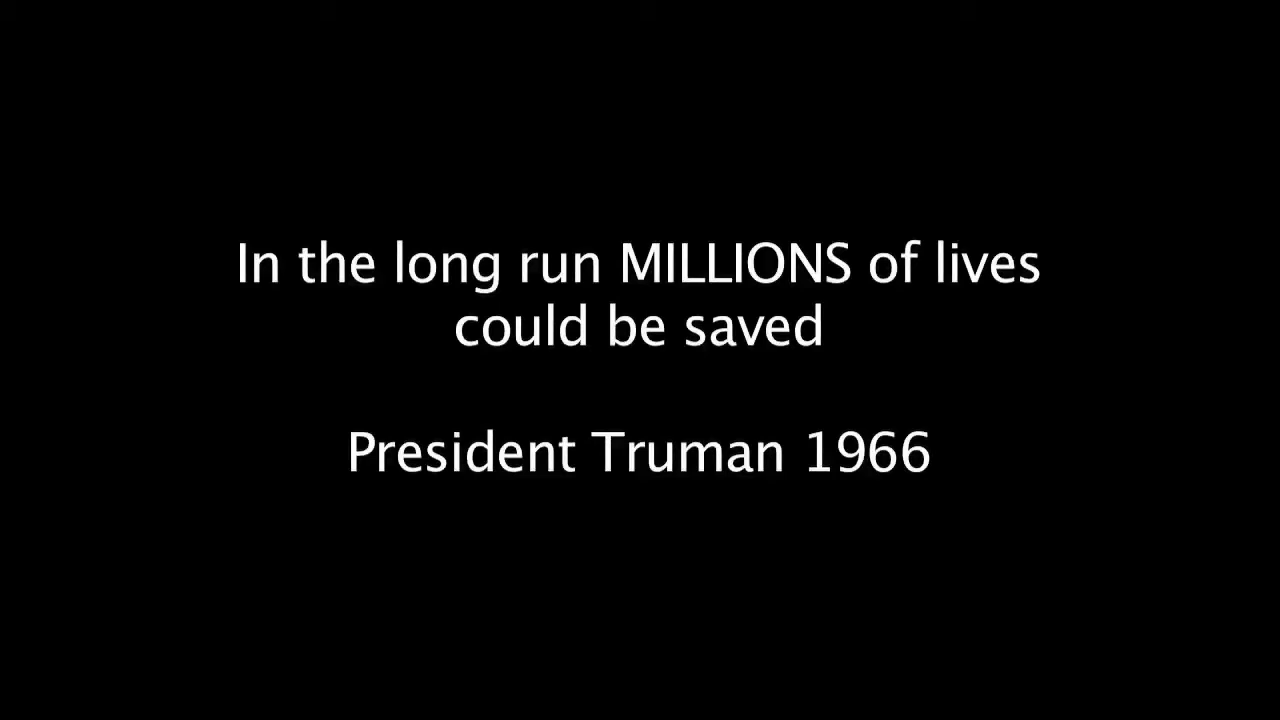 In the long run MILLIONS of lives
could be saved
President Truman 1966